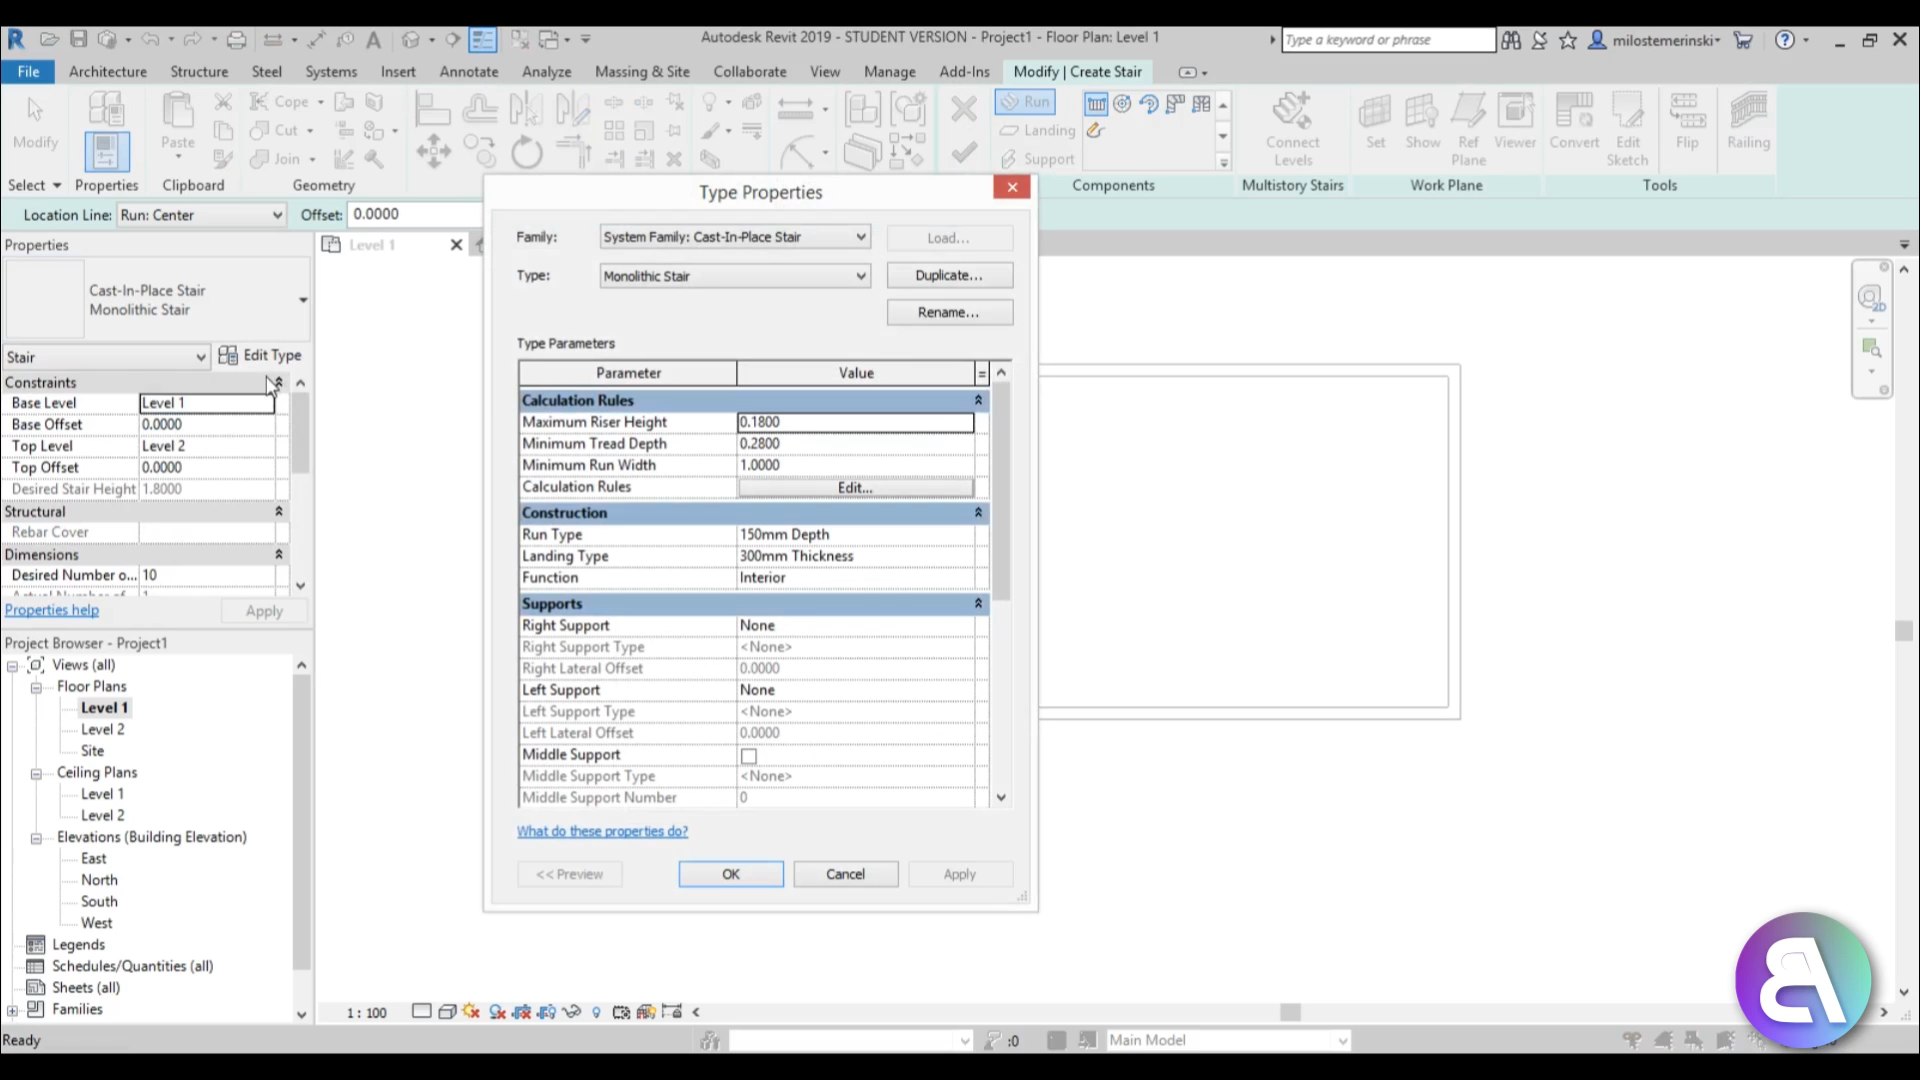 Autodesk Revit 2019 - STUDENT VERSION - Project1 - Floor Plan: Level 1
Type a keyword or phrase
milostemerinski
File
Architecture
Structure
Steel
Systems
Insert
Annotate
Analyze
Massing & Site
Collaborate
View
Manage
Add-Ins
Modify | Create Stair
Modify
Paste
Cope
Cut
Join
Run
Landing
Support
Connect
Levels
Set
Show
Ref
Plane
Viewer
Convert
Edit
Sketch
Flip
Railing
Select
Properties
Clipboard
Geometry
Components
Multistory Stairs
Work Plane
Tools
Location Line: Run: Center
Offset: 0.0000
Properties
Cast-In-Place Stair
Monolithic Stair
Stair
Edit Type
Constraints
Base Level Level 1
Base Offset 0.0000
Top Level Level 2
Top Offset 0.0000
Desired Stair Height 1.8000
Structural
Rebar Cover
Dimensions
Desired Number o... 10
Properties help
Apply
Project Browser - Project1
Views (all)
Floor Plans
Level 1
Level 2
Site
Ceiling Plans
Level 1
Level 2
Elevations (Building Elevation)
East
North
South
West
Legends
Schedules/Quantities (all)
Sheets (all)
Families
Level 1
Type Properties
Family: System Family: Cast-In-Place Stair Load...
Type: Monolithic Stair Duplicate...
Rename...
Type Parameters
Parameter Value =
Calculation Rules
Maximum Riser Height 0.1800
Minimum Tread Depth 0.2800
Minimum Run Width 1.0000
Calculation Rules Edit...
Construction
Run Type 150mm Depth
Landing Type 300mm Thickness
Function Interior
Supports
Right Support None
Right Support Type <None>
Right Lateral Offset 0.0000
Left Support None
Left Support Type <None>
Left Lateral Offset 0.0000
Middle Support
Middle Support Type <None>
Middle Support Number 0
What do these properties do?
<< Preview OK Cancel Apply
2D
1 : 100
Ready
:0
Main Model